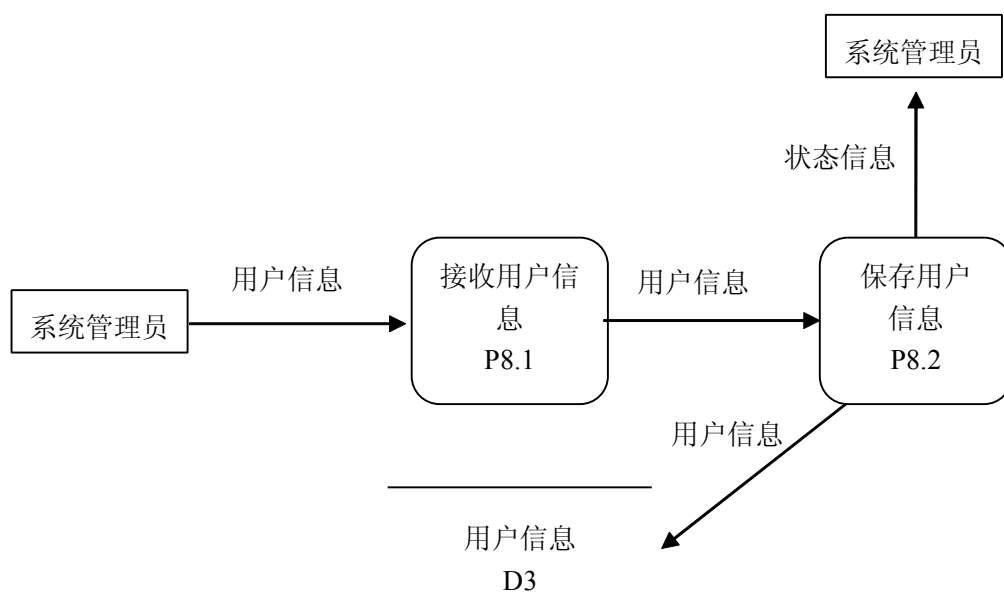 系统管理员
状态信息
用户信息
接收用户信
息
P8.1
用户信息
保存用户
信息
P8.2
系统管理员
用户信息
用户信息
D3